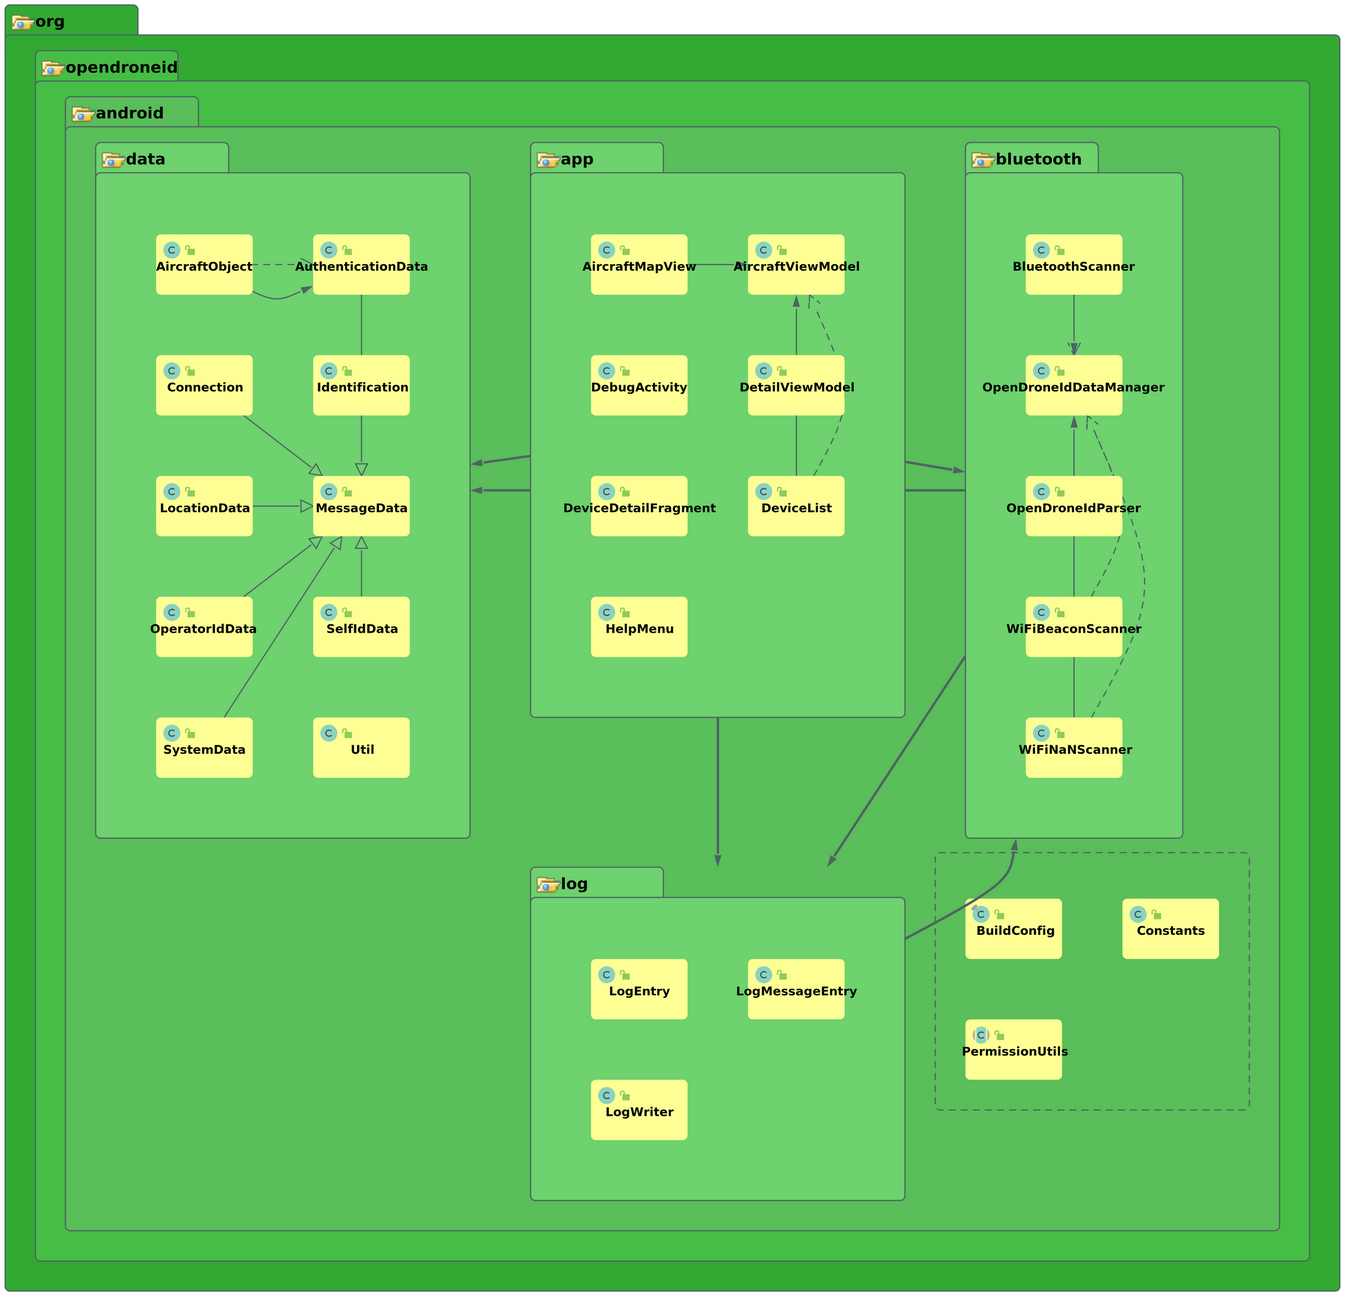 org
opendroneid
android
data
app
bluetooth
C
AircraftObject
C
AuthenticationData
C
AircraftMapView
C
AircraftViewModel
C
BluetoothScanner
C
Connection
C
Identification
C
DebugActivity
C
DetailViewModel
C
OpenDroneIdDataManager
C
LocationData
C
MessageData
C
DeviceDetailFragment
C
DeviceList
C
OpenDroneIdParser
C
OperatorIdData
C
SelfIdData
C
HelpMenu
C
WiFiBeaconScanner
C
SystemData
C
Util
C
WiFiNaNScanner
log
C
BuildConfig
C
Constants
C
LogEntry
C
LogMessageEntry
C
PermissionUtils
C
LogWriter